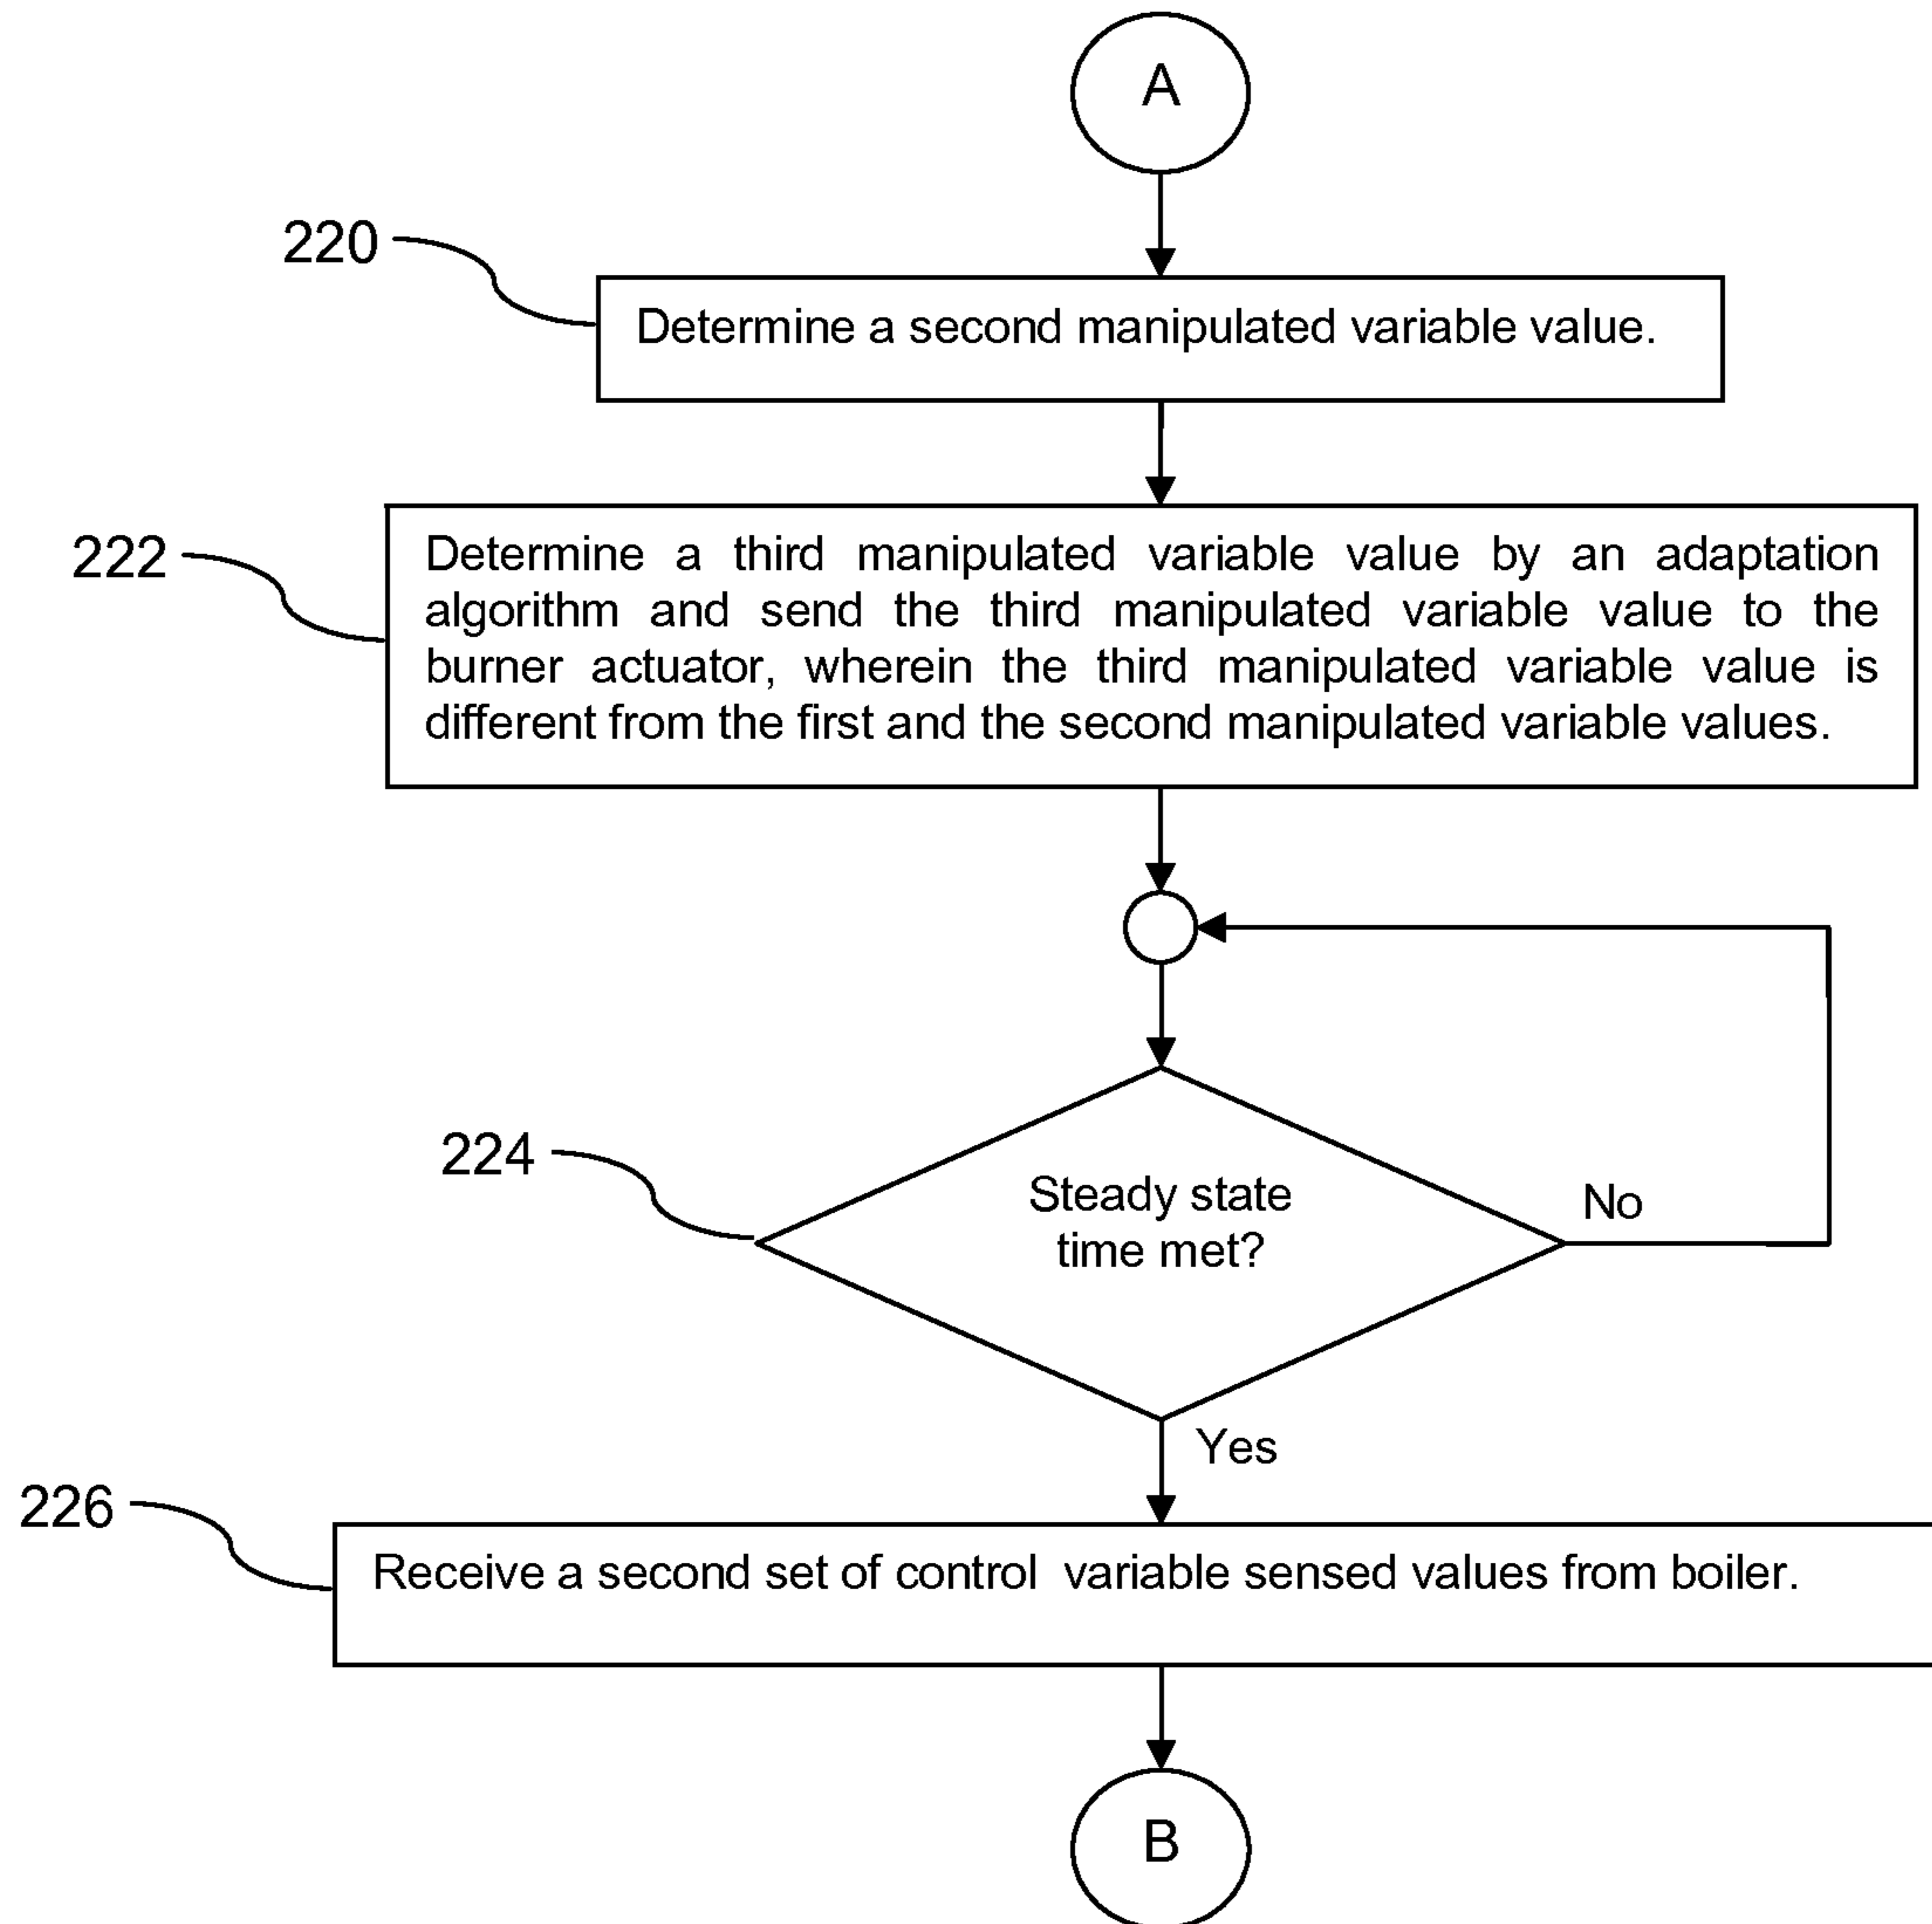 A
220
Determine a second manipulated variable value.
222
Determine a third manipulated variable value by an adaptation
algorithm and send the third manipulated variable value to the
burner actuator, wherein the third manipulated variable value is
different from the first and the second manipulated variable values.
224
Steady state
time met?
No
Yes
226
Receive a second set of control variable sensed values from boiler.
B